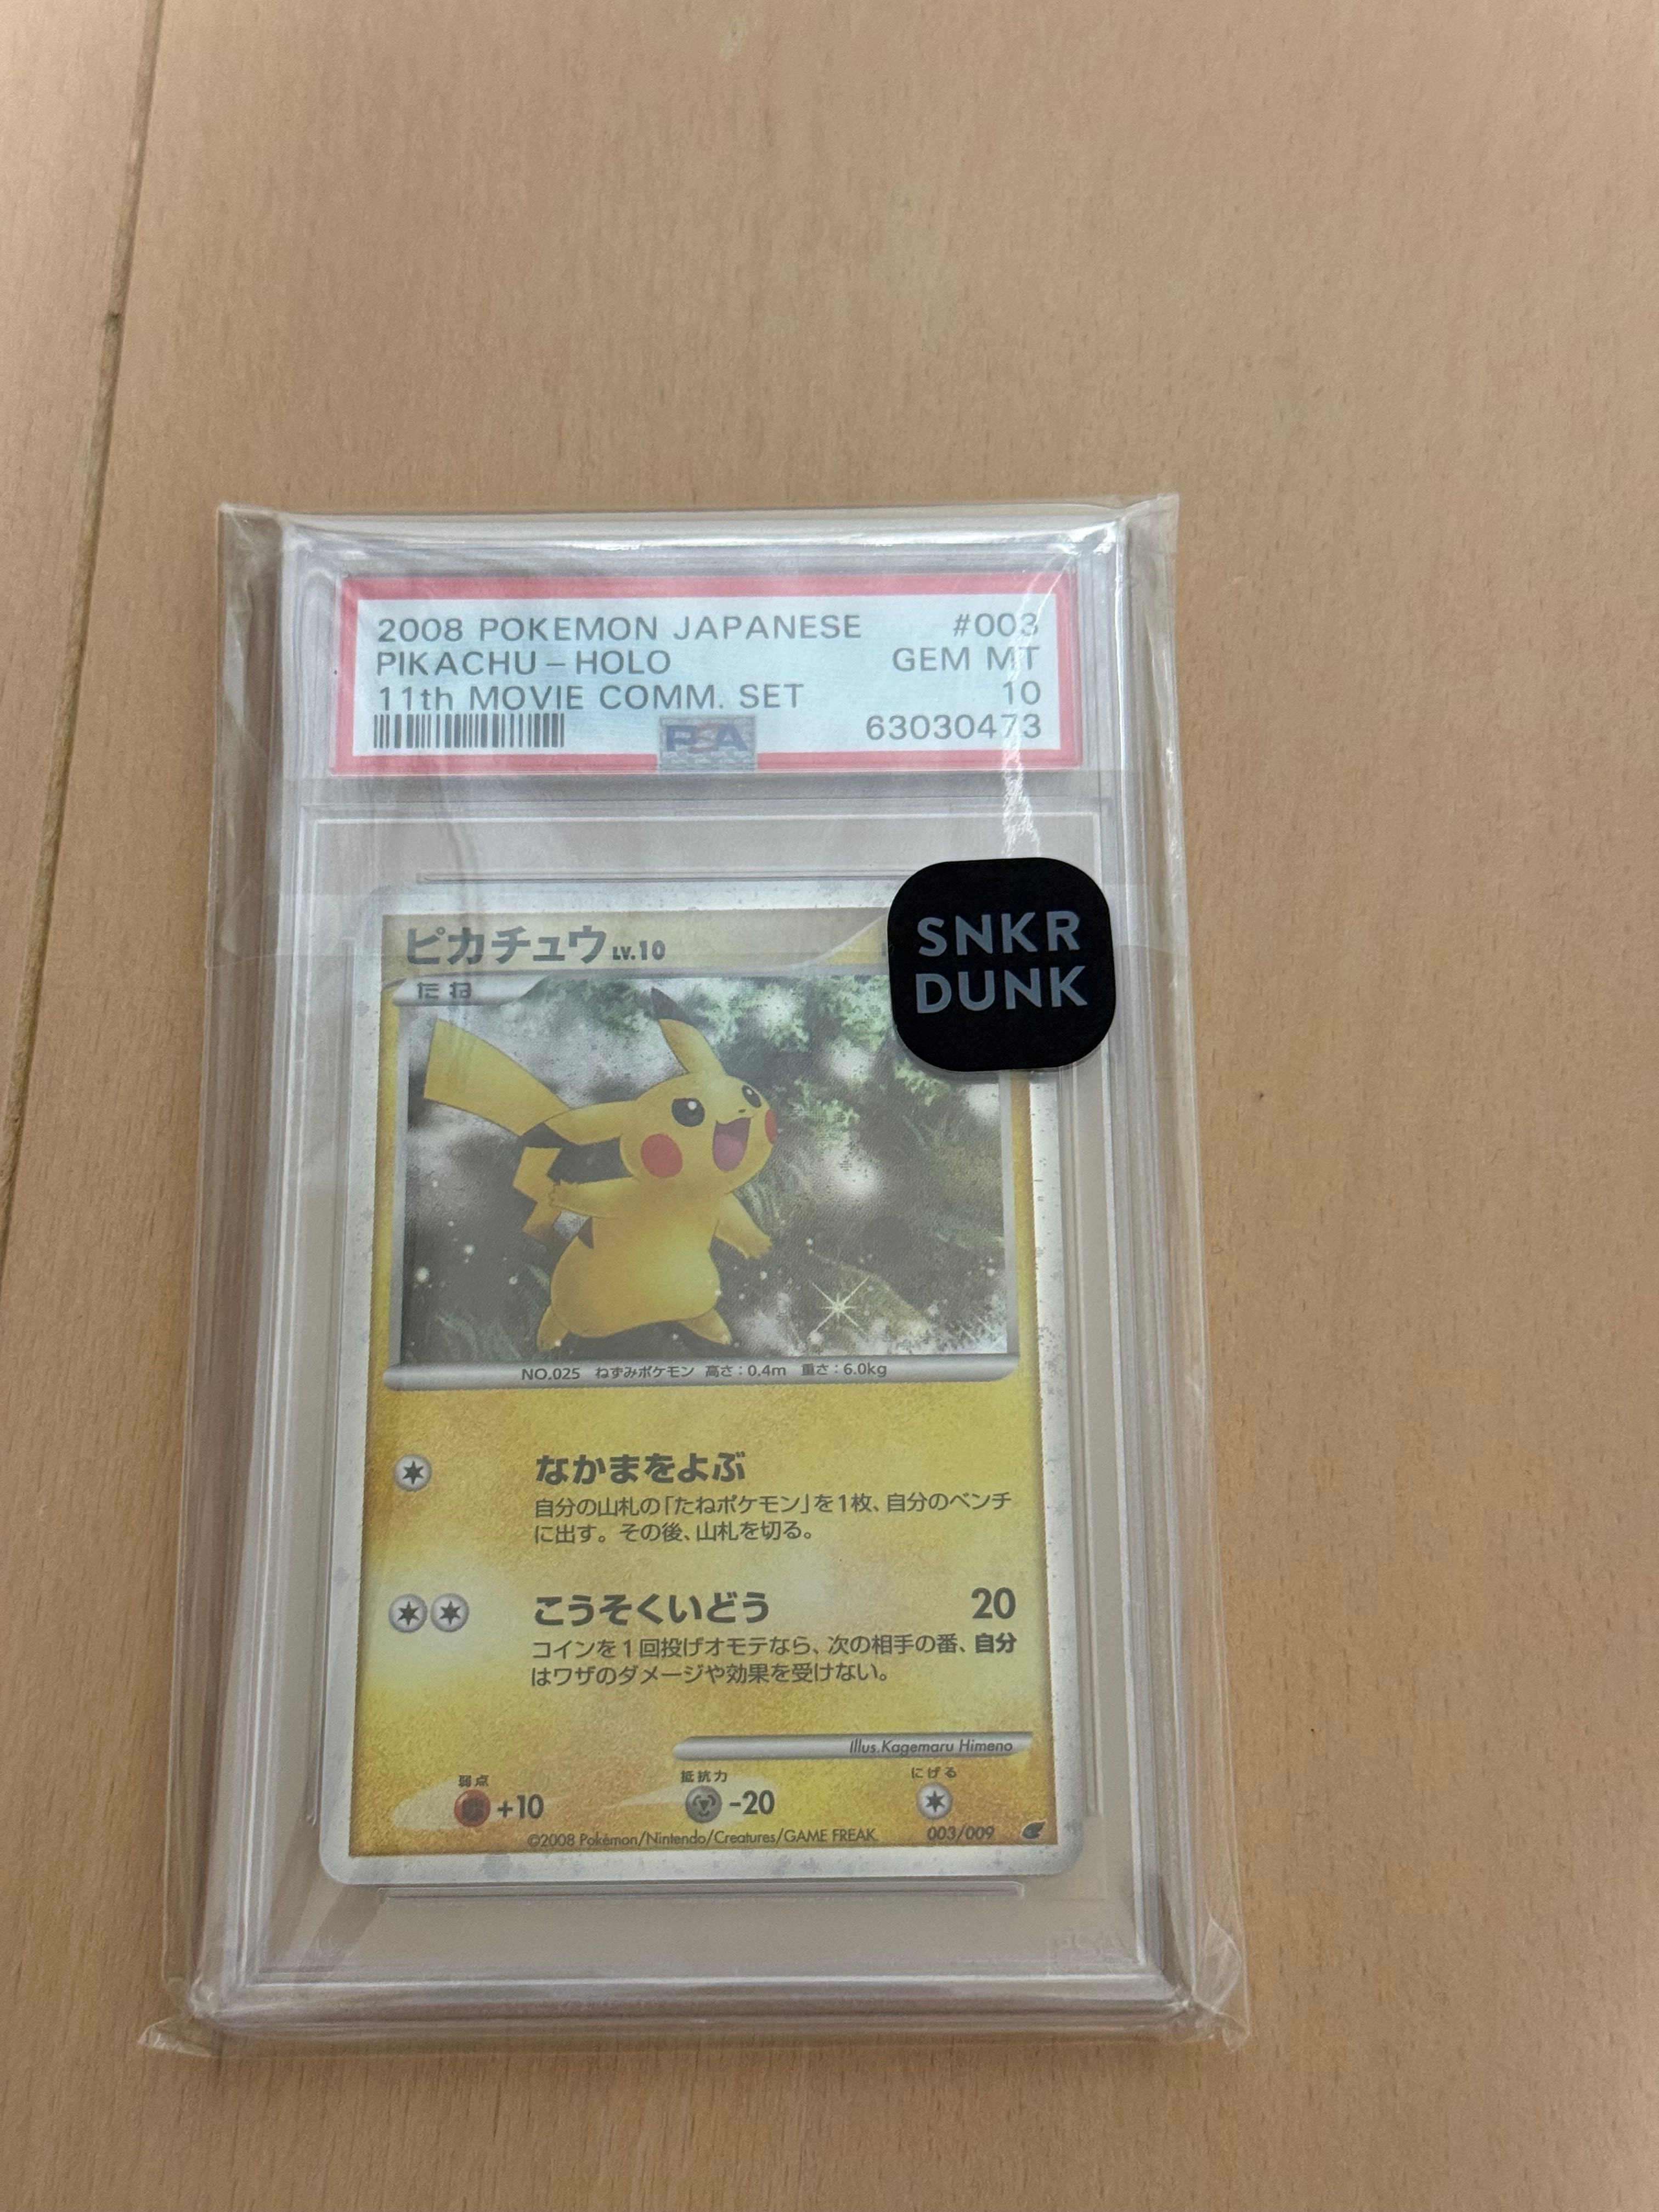 2008 POKEMON JAPANESE #003
PIKACHU – HOLO GEM MT
11th MOVIE COMM. SET 10
63030473
PSA
SNKR
DUNK
ピカチュウ LV.10
たね
NO.025 ねずみポケモン 高さ:0.4m 重さ:6.0kg
なかまをよぶ
自分の山札の「たねポケモン」を1枚、自分のベンチ
に出す。その後、山札を切る。
こうそくいどう 20
コインを1回投げオモテなら、次の相手の番、自分
はワザのダメージや効果を受けない。
Illus.Kagemaru Himeno
弱点 抵抗力 にげる
+10 -20
©2008 Pokémon/Nintendo/Creatures/GAME FREAK. 003/009